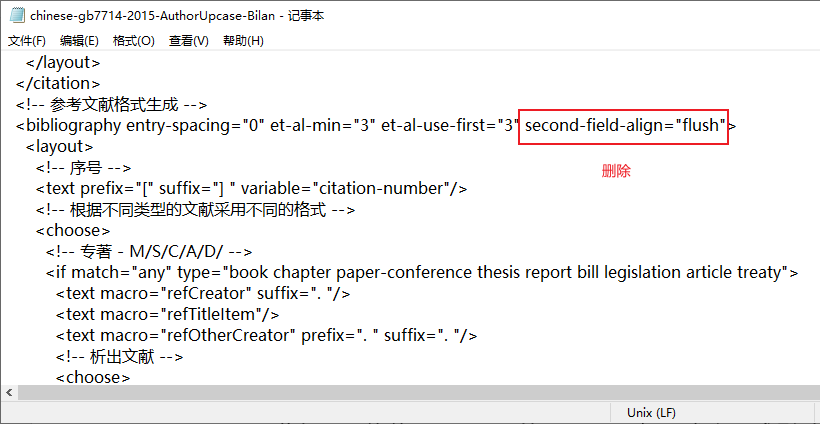 chinese-gb7714-2015-AuthorUpcase-Bilan - 记事本
文件(F) 编辑(E) 格式(O) 查看(V) 帮助(H)
</layout>
</citation>
<!-- 参考文献格式生成 -->
<bibliography entry-spacing="0" et-al-min="3" et-al-use-first="3" second-field-align="flush">
<layout>
<!-- 序号 -->
删除
<text prefix="[" suffix="] " variable="citation-number"/>
<!-- 根据不同类型的文献采用不同的格式 -->
<choose>
<!-- 专著 - M/S/C/A/D/ -->
<if match="any" type="book chapter paper-conference thesis report bill legislation article treaty">
<text macro="refCreator" suffix=". "/>
<text macro="refTitleItem"/>
<text macro="refOtherCreator" prefix=". " suffix=". "/>
<!-- 析出文献 -->
<choose>
Unix (LF)